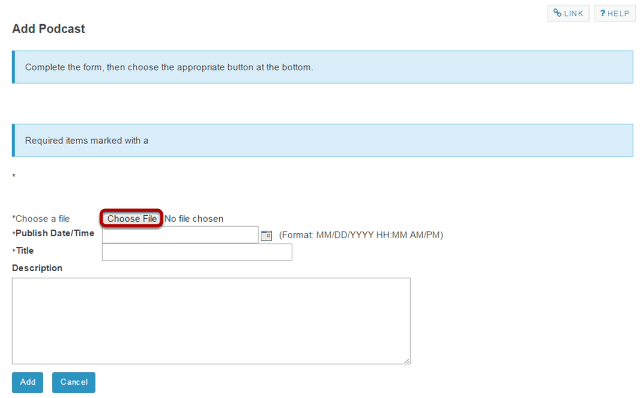 LINK ? HELP
Add Podcast
Complete the form, then choose the appropriate button at the bottom.
Required items marked with a
*
*Choose a file Choose File No file chosen
*Publish Date/Time (Format: MM/DD/YYYY HH:MM AM/PM)
*Title
Description
Add Cancel